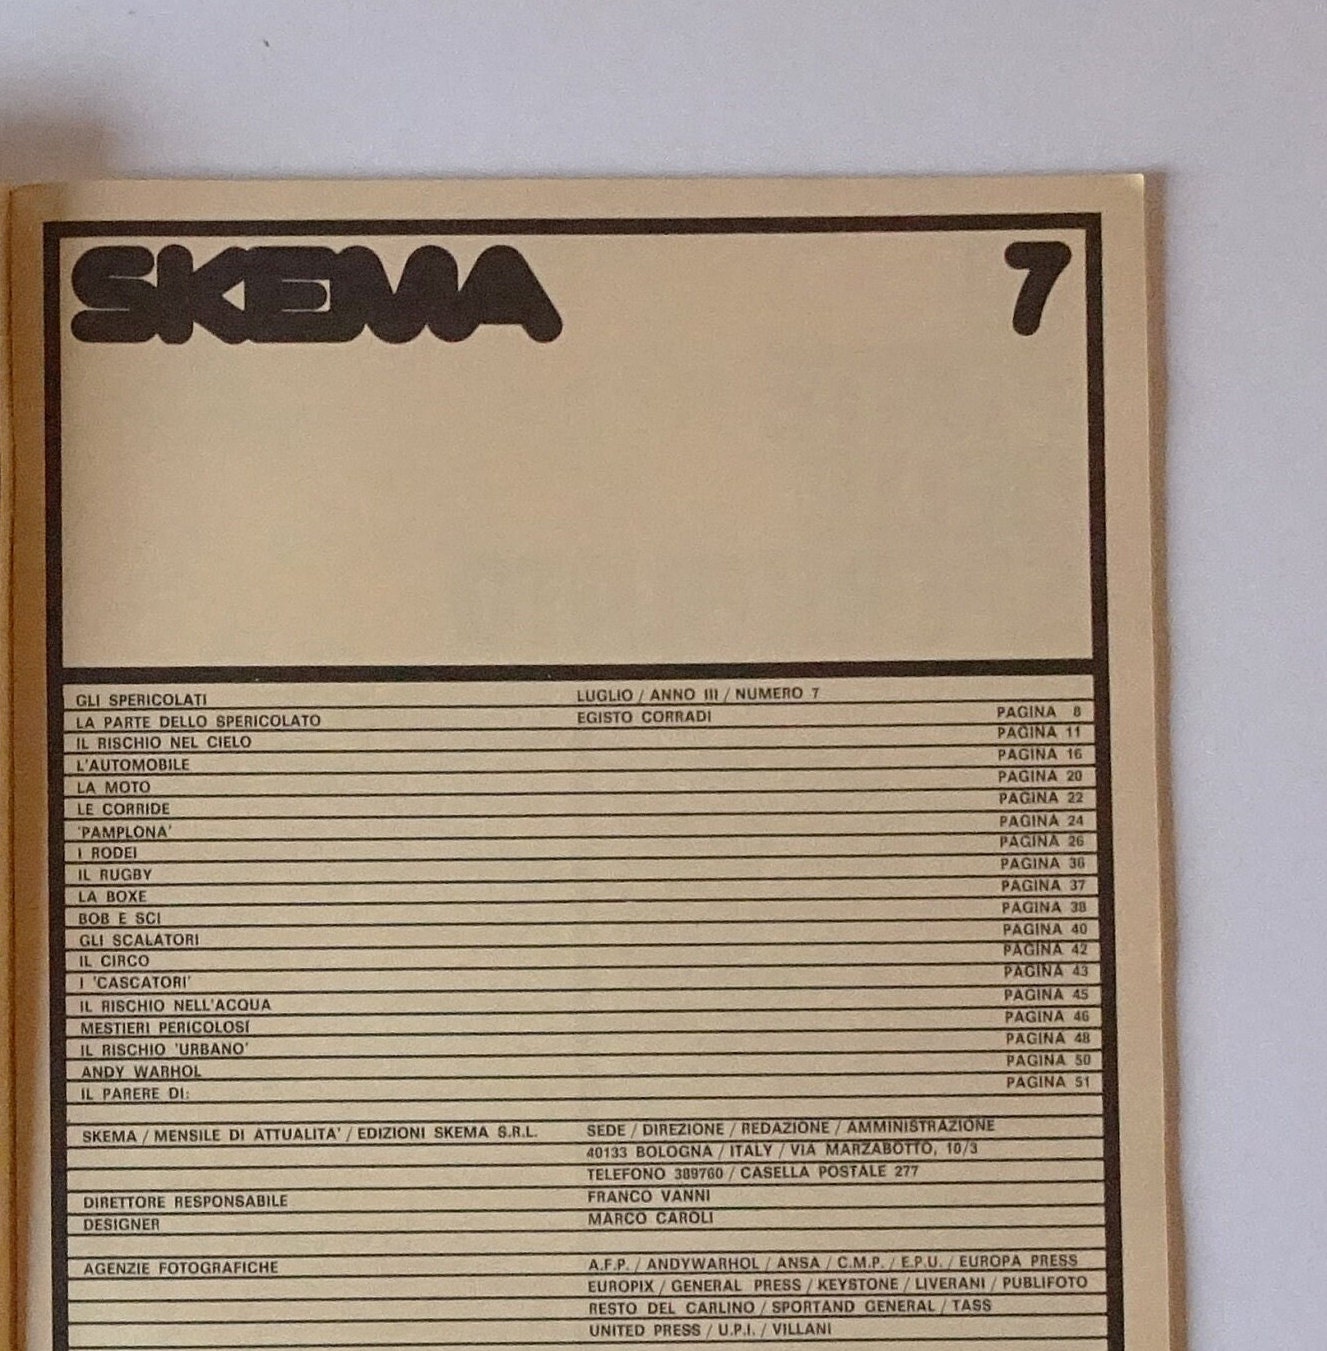 SKEMA 7
GLI SPERICOLATI LUGLIO / ANNO III / NUMERO 7
LA PARTE DELLO SPERICOLATO EGISTO CORRADI PAGINA 8
IL RISCHIO NEL CIELO PAGINA 11
L'AUTOMOBILE PAGINA 16
LA MOTO PAGINA 20
LE CORRIDE PAGINA 22
'PAMPLONA' PAGINA 24
I RODEI PAGINA 26
IL RUGBY PAGINA 36
LA BOXE PAGINA 37
BOB E SCI PAGINA 38
GLI SCALATORI PAGINA 40
IL CIRCO PAGINA 42
I 'CASCATORI' PAGINA 43
IL RISCHIO NELL'ACQUA PAGINA 45
MESTIERI PERICOLOSI PAGINA 46
IL RISCHIO 'URBANO' PAGINA 48
ANDY WARHOL PAGINA 50
IL PARERE DI: PAGINA 51
SKEMA / MENSILE DI ATTUALITA' / EDIZIONI SKEMA S.R.L. SEDE / DIREZIONE / REDAZIONE / AMMINISTRAZIONE
40133 BOLOGNA / ITALY / VIA MARZABOTTO, 10/3
TELEFONO 389760 / CASELLA POSTALE 277
DIRETTORE RESPONSABILE FRANCO VANNI
DESIGNER MARCO CAROLI
AGENZIE FOTOGRAFICHE A.F.P. / ANDYWARHOL / ANSA / C.M.P. / E.P.U. / EUROPA PRESS
EUROPIX / GENERAL PRESS / KEYSTONE / LIVERANI / PUBLIFOTO
RESTO DEL CARLINO / SPORTAND GENERAL / TASS
UNITED PRESS / U.P.I. / VILLANI